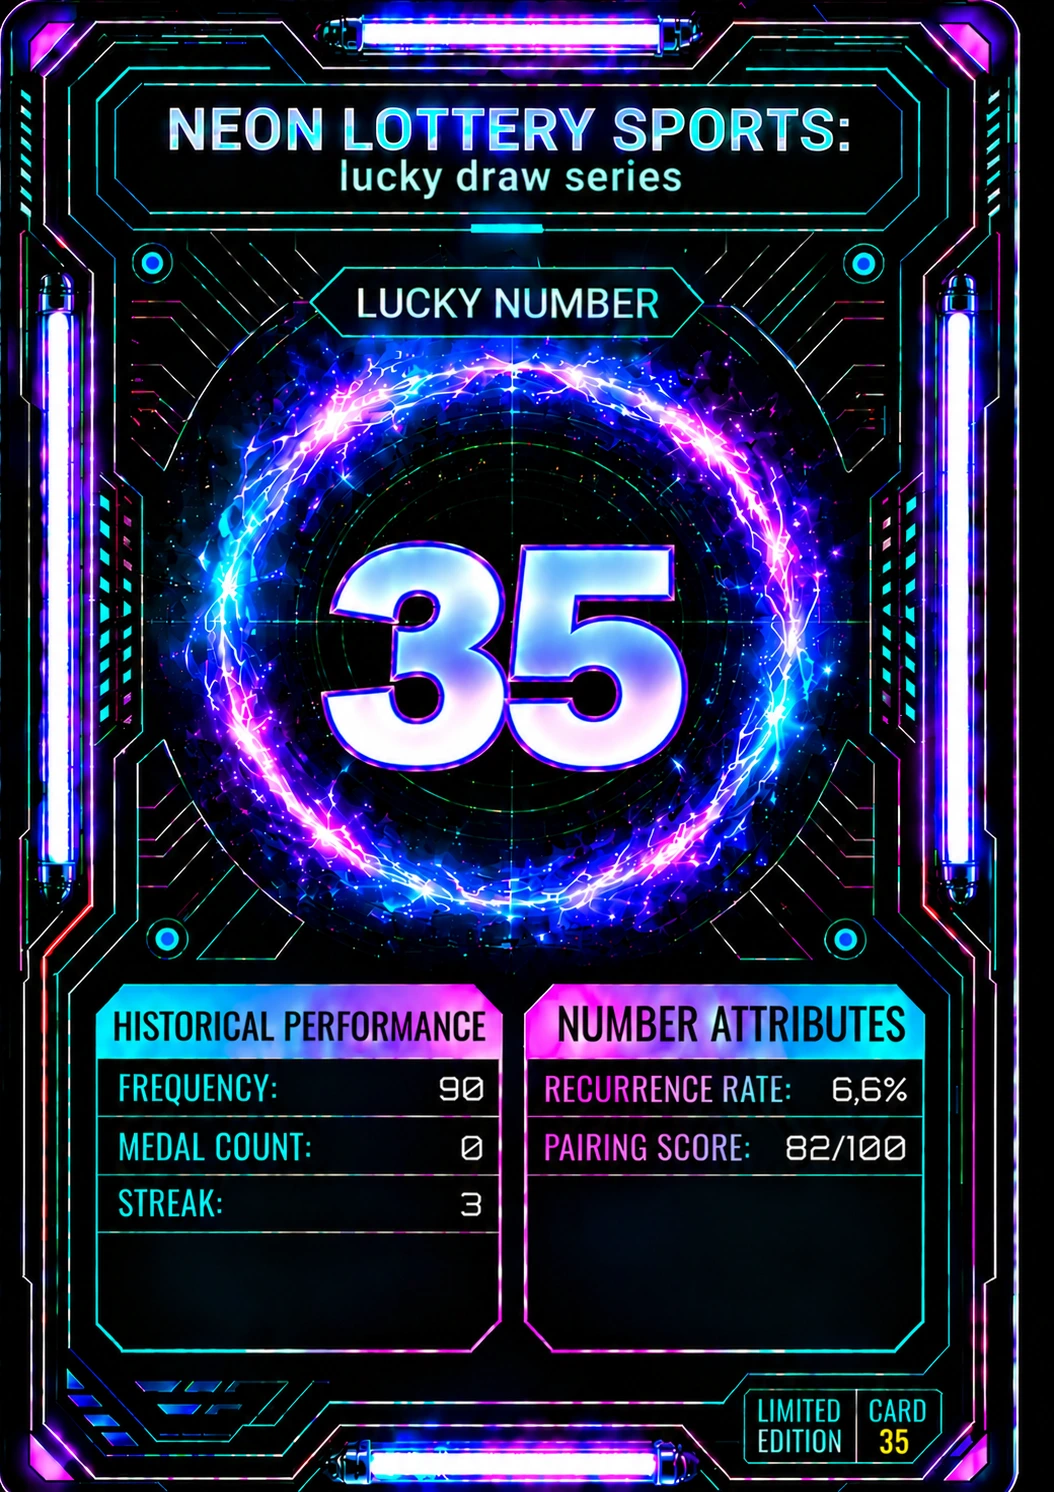 NEON LOTTERY SPORTS:
lucky draw series
LUCKY NUMBER
35
HISTORICAL PERFORMANCE
FREQUENCY: 90
MEDAL COUNT: 0
STREAK: 3
NUMBER ATTRIBUTES
RECURRENCE RATE: 6,6%
PAIRING SCORE: 82/100
LIMITED
EDITION
CARD
35